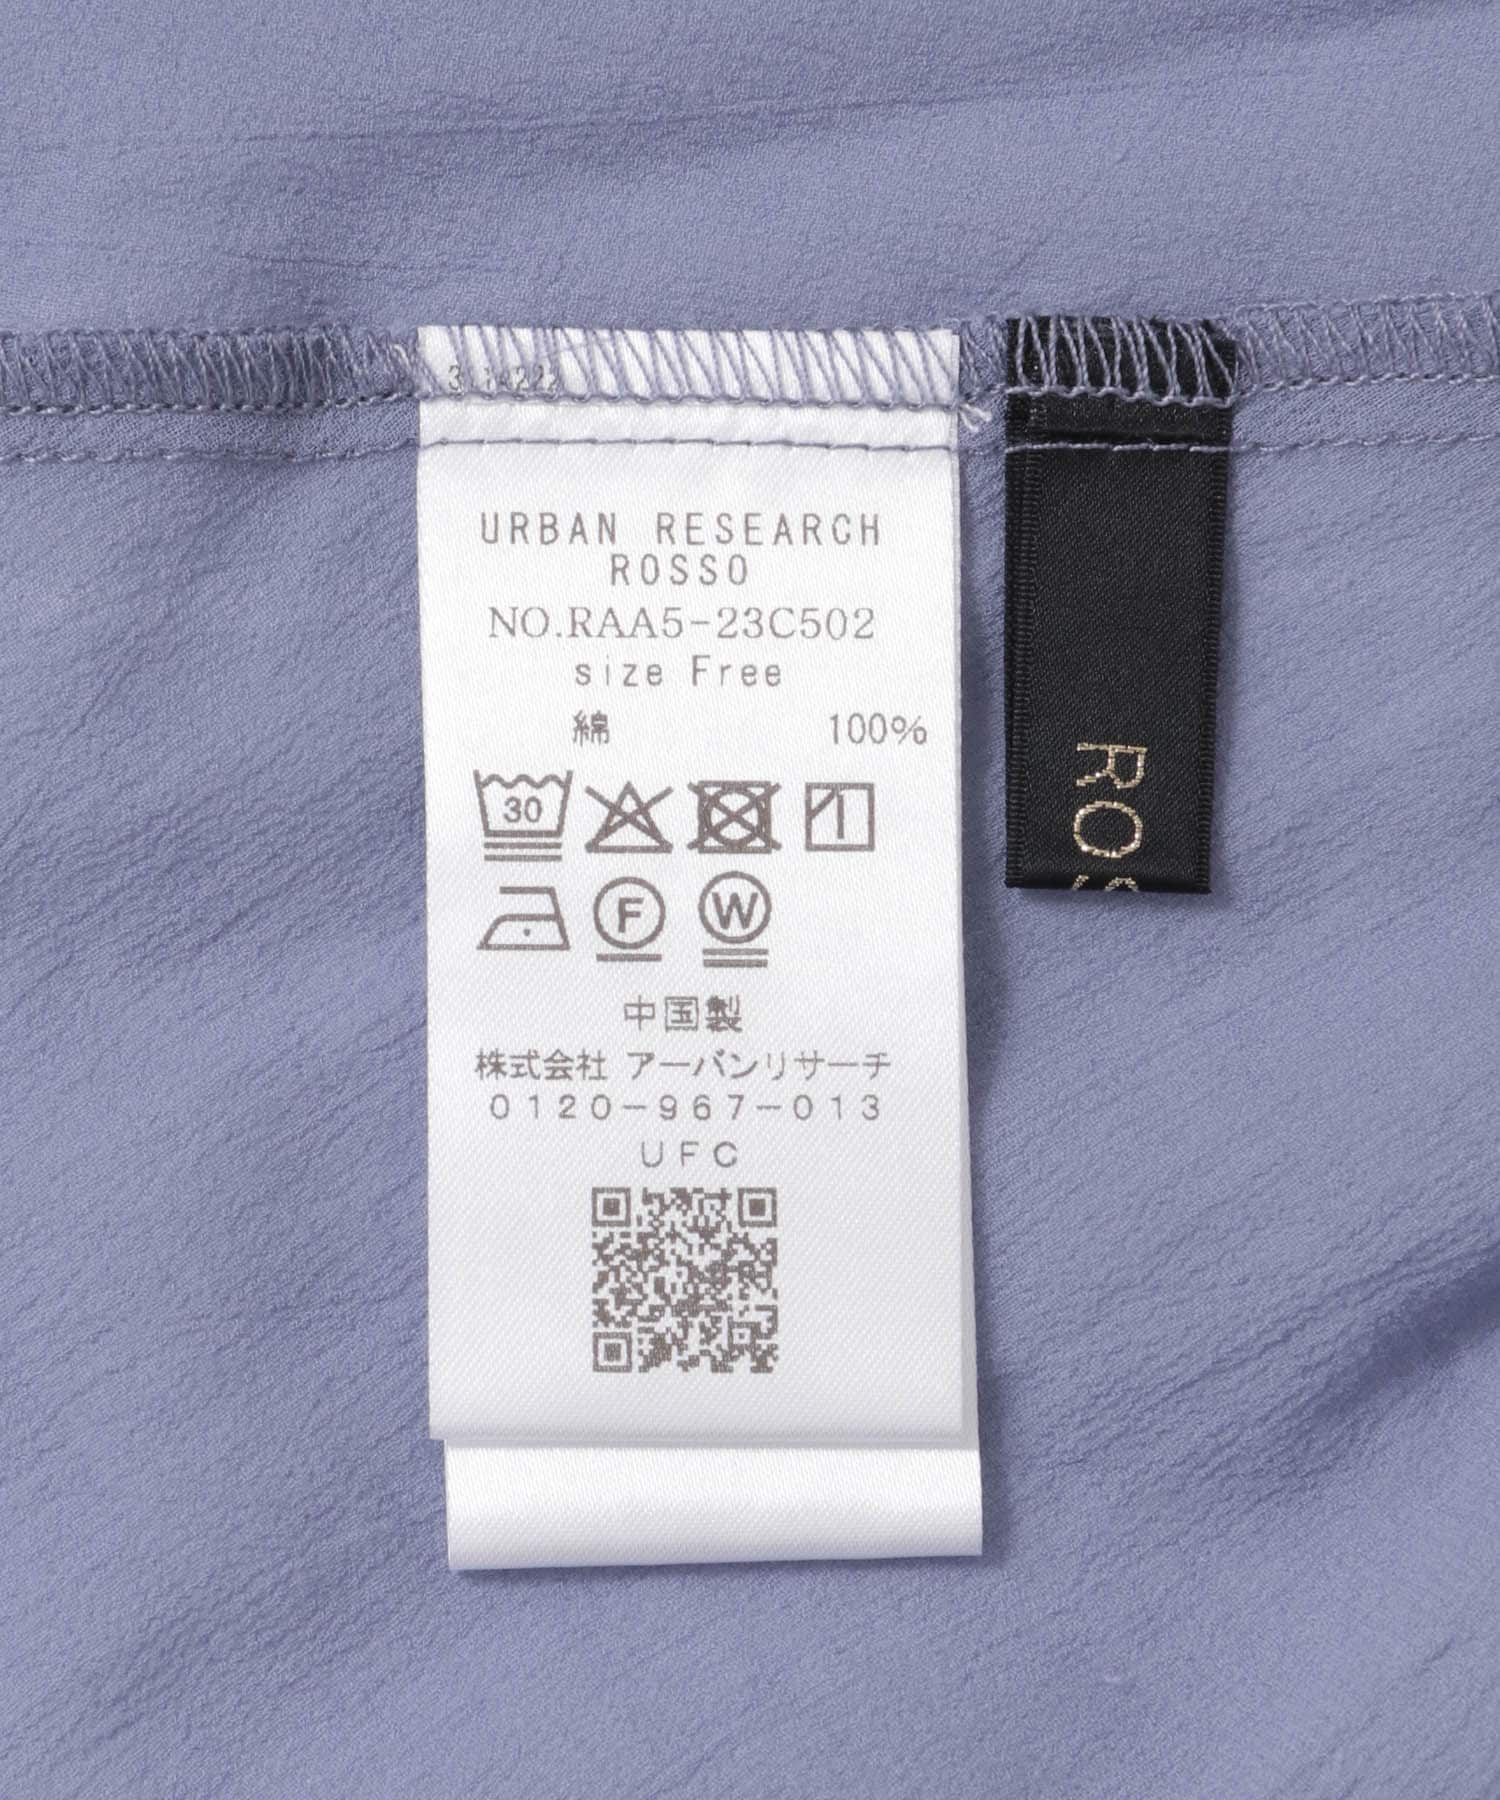 URBAN RESEARCH
ROSSO
NO.RAA5-23C502
size Free
綿 100%
30
F W
中国製
株式会社 アーバンリサーチ
0120-967-013
UFC
ROS